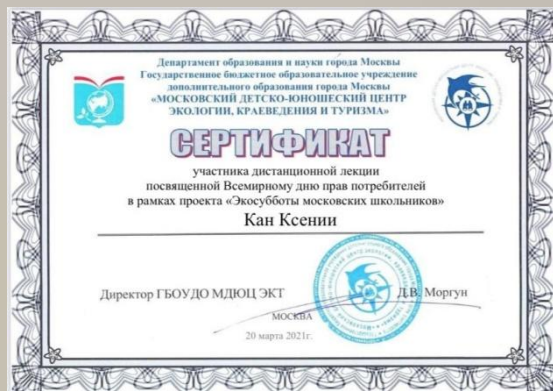 Департамент образования и науки города Москвы
Государственное бюджетное образовательное учреждение
дополнительного образования города Москвы
«МОСКОВСКИЙ ДЕТСКО-ЮНОШЕСКИЙ ЦЕНТР
ЭКОЛОГИИ, КРАЕВЕДЕНИЯ И ТУРИЗМА»
СЕРТИФИКАТ
участника дистанционной лекции
посвященной Всемирному дню прав потребителей
в рамках проекта «Экосубботы московских школьников»
Кан Ксении
Директор ГБОУДО МДЮЦ ЭКТ Д.В. Моргун
МОСКВА
20 марта 2021г.